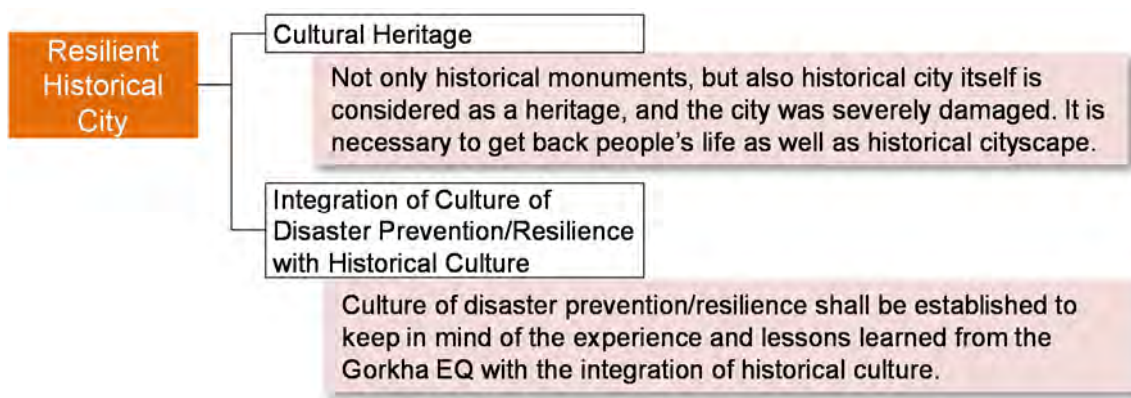 Resilient
Historical
City
Cultural Heritage
Not only historical monuments, but also historical city itself is
considered as a heritage, and the city was severely damaged. It is
necessary to get back people's life as well as historical cityscape.
Integration of Culture of
Disaster Prevention/Resilience
with Historical Culture
Culture of disaster prevention/resilience shall be established to
keep in mind of the experience and lessons learned from the
Gorkha EQ with the integration of historical culture.